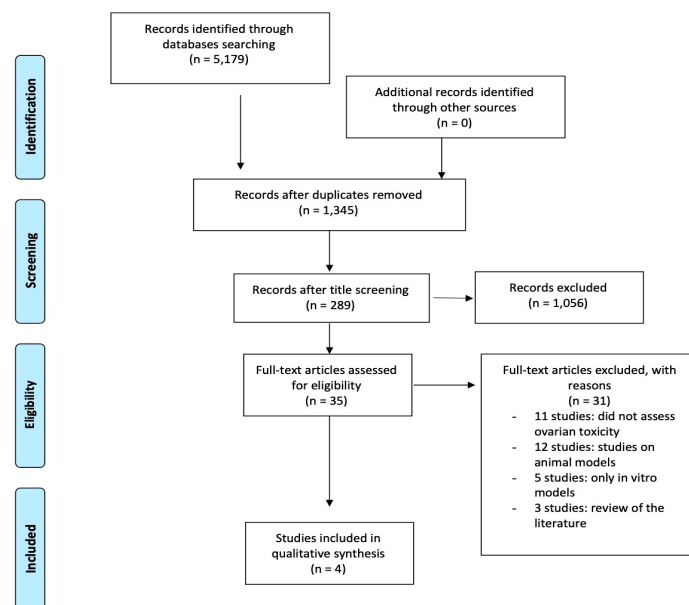 Records identified through
databases searching
(n = 5,179)
Identification
Additional records identified
through other sources
(n = 0)
Records after duplicates removed
(n = 1,345)
Screening
Records after title screening
(n = 289)
Records excluded
(n = 1,056)
Eligibility
Full-text articles assessed
for eligibility
(n = 35)
Full-text articles excluded, with
reasons
(n = 31)
- 11 studies: did not assess
ovarian toxicity
- 12 studies: studies on
animal models
- 5 studies: only in vitro
models
- 3 studies: review of the
literature
Included
Studies included in
qualitative synthesis
(n = 4)